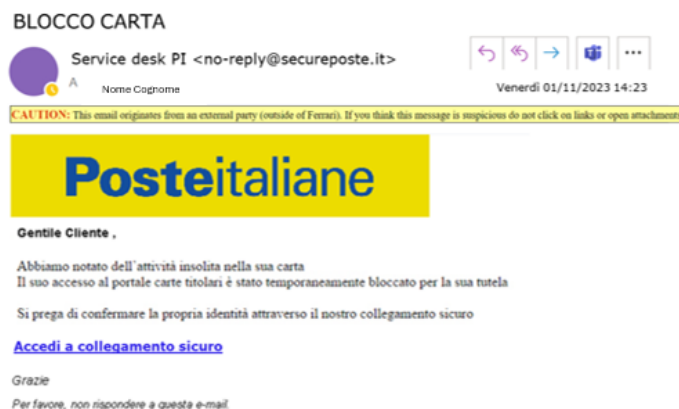 BLOCCO CARTA
Service desk PI <no-reply@secureposte.it>
A Nome Cognome
Venerdì 01/11/2023 14:23
CAUTION: This email originates from an external party (outside of Ferrari). If you think this message is suspicious do not click on links or open attachments
Posteitaliane
Gentile Cliente ,
Abbiamo notato dell`attività insolita nella sua carta
Il suo accesso al portale carte titolari è stato temporaneamente bloccato per la sua tutela
Si prega di confermare la propria identità attraverso il nostro collegamento sicuro
Accedi a collegamento sicuro
Grazie
Per favore, non rispondere a questa e-mail.